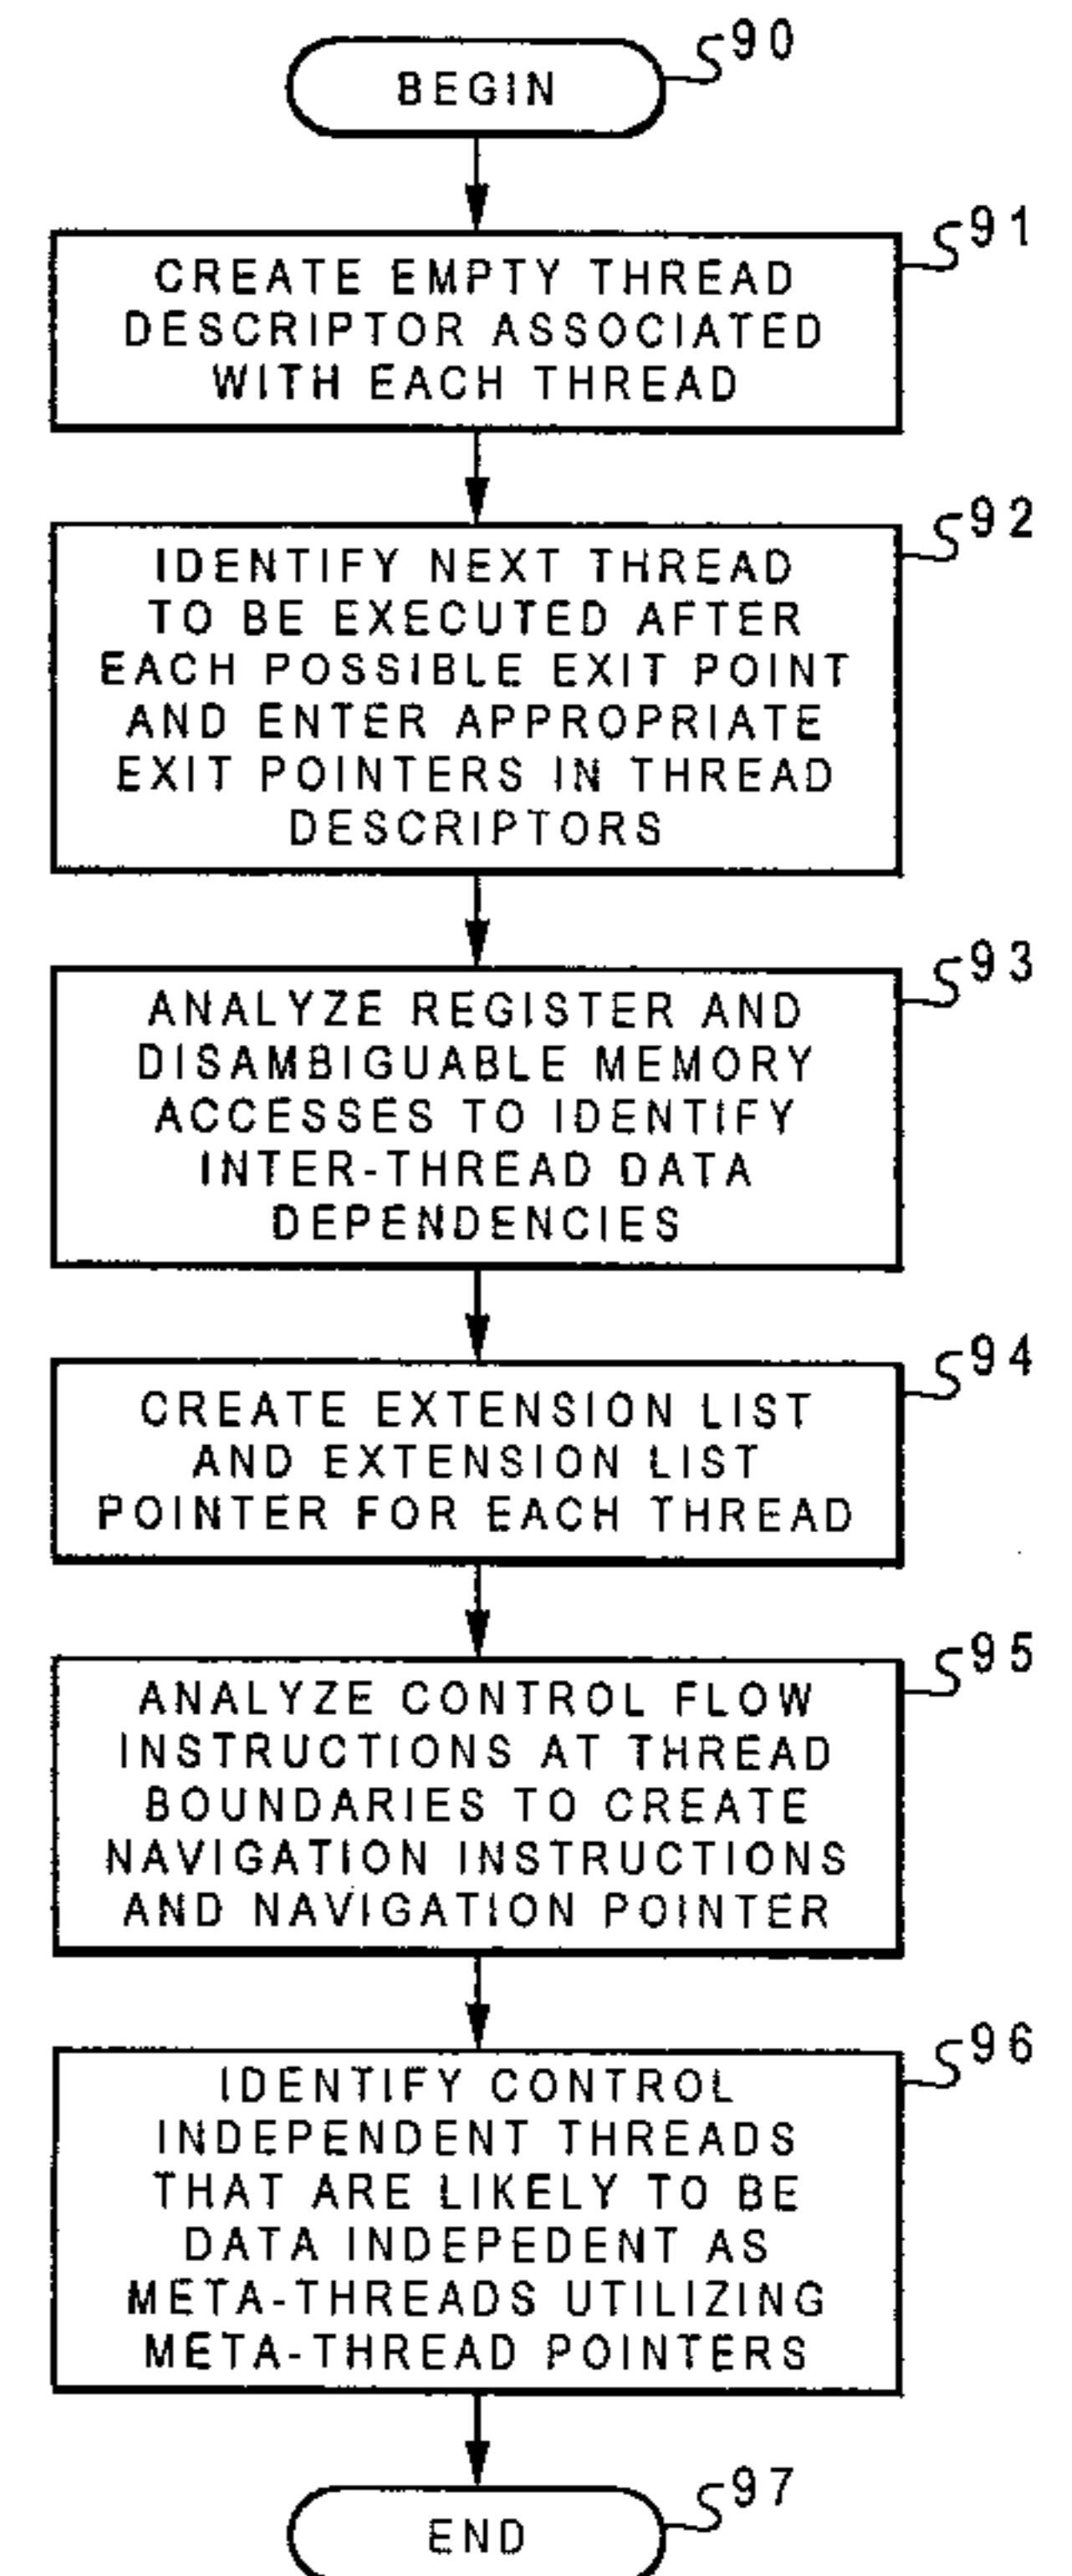 90
BEGIN
91
CREATE EMPTY THREAD
DESCRIPTOR ASSOCIATED
WITH EACH THREAD
92
IDENTIFY NEXT THREAD
TO BE EXECUTED AFTER
EACH POSSIBLE EXIT POINT
AND ENTER APPROPRIATE
EXIT POINTERS IN THREAD
DESCRIPTORS
93
ANALYZE REGISTER AND
DISAMBIGUABLE MEMORY
ACCESSES TO IDENTIFY
INTER-THREAD DATA
DEPENDENCIES
94
CREATE EXTENSION LIST
AND EXTENSION LIST
POINTER FOR EACH THREAD
95
ANALYZE CONTROL FLOW
INSTRUCTIONS AT THREAD
BOUNDARIES TO CREATE
NAVIGATION INSTRUCTIONS
AND NAVIGATION POINTER
96
IDENTIFY CONTROL
INDEPENDENT THREADS
THAT ARE LIKELY TO BE
DATA INDEPEDENT AS
META-THREADS UTILIZING
META-THREAD POINTERS
97
END